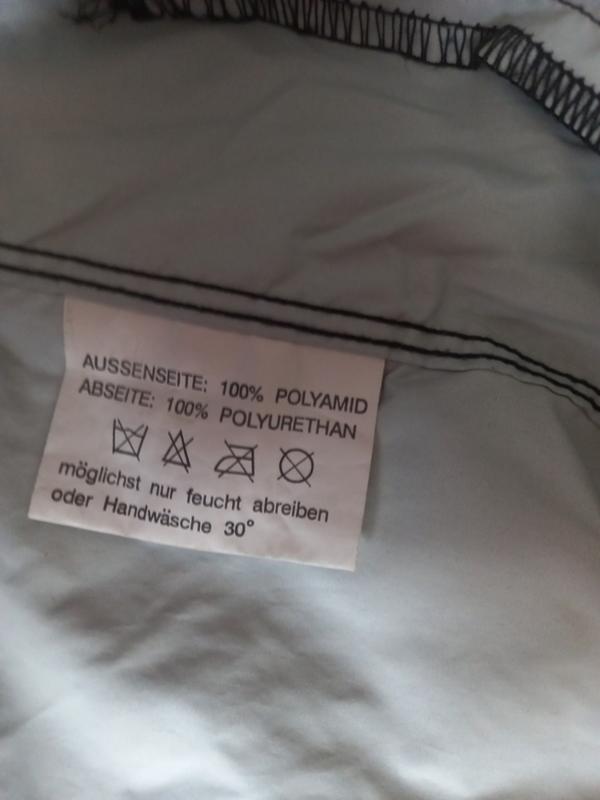 AUSSENSEITE: 100% POLYAMID
ABSEITE: 100% POLYURETHAN
möglichst nur feucht abreiben
oder Handwäsche 30°